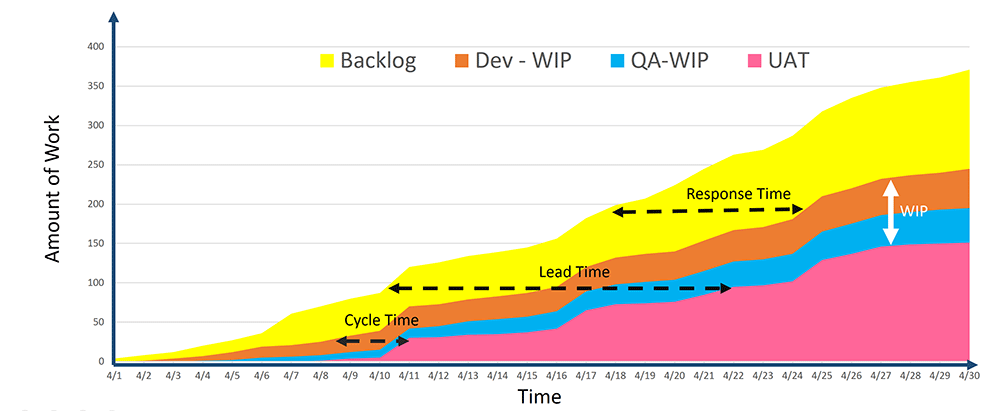 400
Backlog Dev - WIP QA-WIP UAT
350
300
250
Response Time
200
WIP
150
Lead Time
100
Cycle Time
50
0
4/1 4/2 4/3 4/4 4/5 4/6 4/7 4/8 4/9 4/10 4/11 4/12 4/13 4/14 4/15 4/16 4/17 4/18 4/19 4/20 4/21 4/22 4/23 4/24 4/25 4/26 4/27 4/28 4/29 4/30
Amount of Work
Time